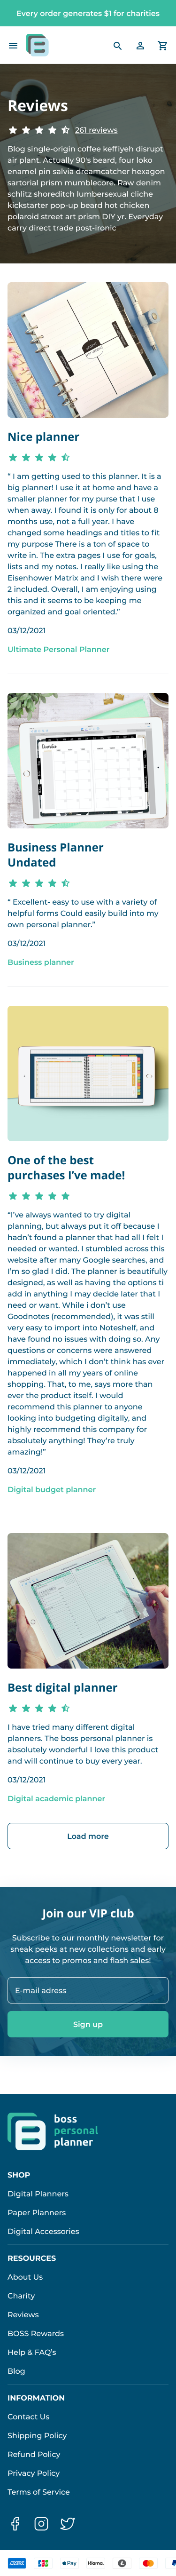 Every order generates $1 for charities
Reviews
261 reviews
Blog single-origin coffee keffiyeh disrupt
air plant. Actually 90's beard, four loko
enamel pin salvia dreamcatcher hexagon
sartorial prism mumblecore. Raw denim
schlitz shoreditch lumbersexual cliche
kickstarter pop-up beard hot chicken
polaroid street art prism DIY yr. Everyday
carry direct trade post-ironic
Nice planner
“ I am getting used to this planner. It is a
big planner! I use it at home and have a
smaller planner for my purse that I use
when away. I found it is only for about 8
months use, not a full year. I have
changed some headings and titles to fit
my purpose There is a ton of space to
write in. The extra pages I use for goals,
lists and my notes. I really like using the
Eisenhower Matrix and I wish there were
2 included. Overall, I am enjoying using
this and it seems to be keeping me
organized and goal oriented.”
03/12/2021
Ultimate Personal Planner
Business Planner
Undated
“ Excellent- easy to use with a variety of
helpful forms Could easily build into my
own personal planner.”
03/12/2021
Business planner
One of the best
purchases I’ve made!
“I’ve always wanted to try digital
planning, but always put it off because I
hadn’t found a planner that had all I felt I
needed or wanted. I stumbled across this
website after many Google searches, and
I’m so glad I did. The planner is beautifully
designed, as well as having the options ti
add in anything I may decide later that I
need or want. While i don’t use
Goodnotes (recommended), it was still
very easy to import into Noteshelf, and
have found no issues with doing so. Any
questions or concerns were answered
immediately, which I don’t think has ever
happened in all my years of online
shopping. That, to me, says more than
ever the product itself. I would
recommend this planner to anyone
looking into budgeting digitally, and
highly recommend this company for
absolutely anything! They’re truly
amazing!”
03/12/2021
Digital budget planner
Best digital planner
I have tried many different digital
planners. The boss personal planner is
absolutely wonderful I love this product
and will continue to buy every year.
03/12/2021
Digital academic planner
Load more
Join our VIP club
Subscribe to our monthly newsletter for
sneak peeks at new collections and early
access to promos and flash sales!
E-mail adress
Sign up
boss
personal
planner
SHOP
Digital Planners
Paper Planners
Digital Accessories
RESOURCES
About Us
Charity
Reviews
BOSS Rewards
Help & FAQ’s
Blog
INFORMATION
Contact Us
Shipping Policy
Refund Policy
Privacy Policy
Terms of Service
JCB Pay Klarna.